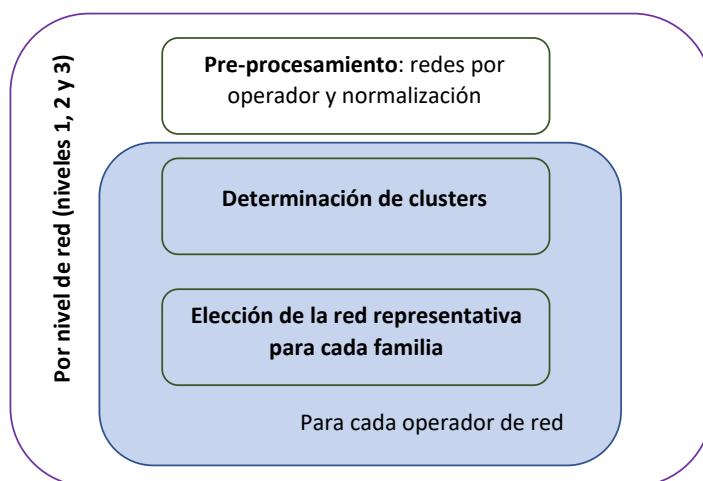 Por nivel de red (niveles 1, 2 y 3)
Pre-procesamiento: redes por
operador y normalización
Determinación de clusters
Elección de la red representativa
para cada familia
Para cada operador de red